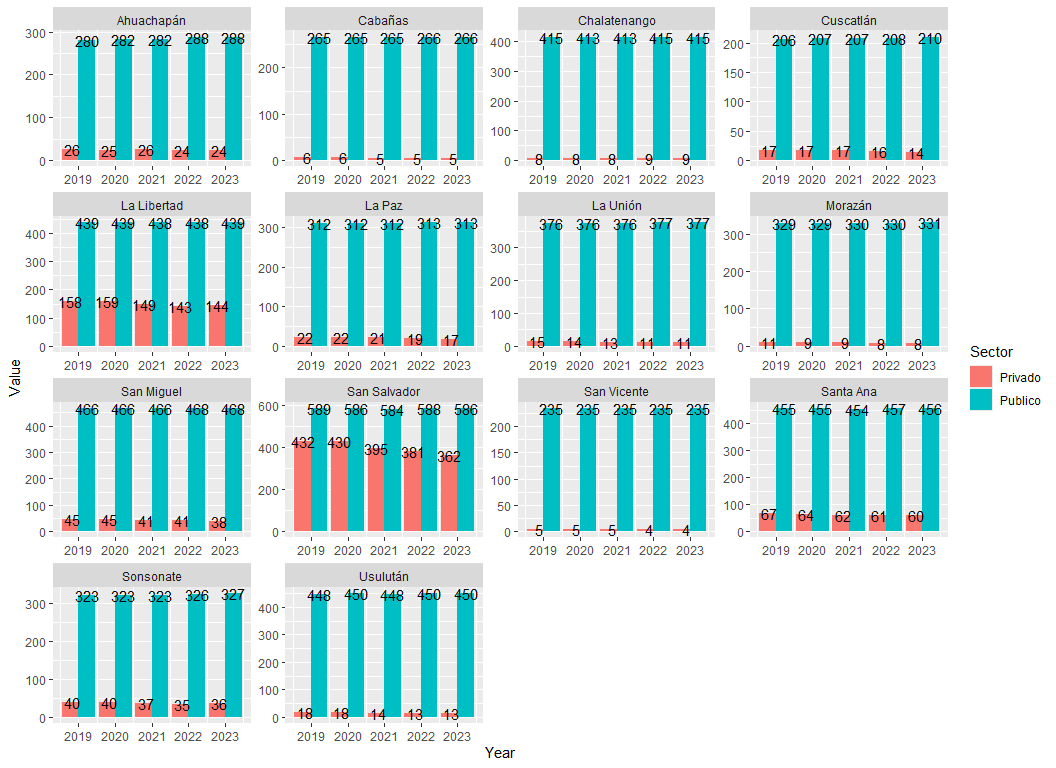 Ahuachapán Cabañas Chalatenango Cuscatlán
300 200 100 0
280 282 282 288 288
26 25 26 24 24
2019 2020 2021 2022 2023
200 100 0
265 265 265 266 266
6 6 5 5 5
2019 2020 2021 2022 2023
400 300 200 100 0
415 413 413 415 415
8 8 8 9 9
2019 2020 2021 2022 2023
200 150 100 50 0
206 207 207 208 210
17 17 17 16 14
2019 2020 2021 2022 2023
La Libertad La Paz La Unión Morazán
400 300 200 100 0
439 439 438 438 439
158 159 149 143 144
2019 2020 2021 2022 2023
300 200 100 0
312 312 312 313 313
22 22 21 19 17
2019 2020 2021 2022 2023
300 200 100 0
376 376 376 377 377
15 14 13 11 11
2019 2020 2021 2022 2023
300 200 100 0
329 329 330 330 331
11 9 9 8 8
2019 2020 2021 2022 2023
San Miguel San Salvador San Vicente Santa Ana
400 300 200 100 0
466 466 466 468 468
45 45 41 41 38
2019 2020 2021 2022 2023
600 400 200 0
589 586 584 588 586
432 430 395 381 362
2019 2020 2021 2022 2023
200 150 100 50 0
235 235 235 235 235
5 5 5 4 4
2019 2020 2021 2022 2023
400 300 200 100 0
455 455 454 457 456
67 64 62 61 60
2019 2020 2021 2022 2023
Sonsonate Usulután
300 200 100 0
323 323 323 326 327
40 40 37 35 36
2019 2020 2021 2022 2023
400 300 200 100 0
448 450 448 450 450
18 18 14 13 13
2019 2020 2021 2022 2023
Value
Year
Sector
Privado
Publico